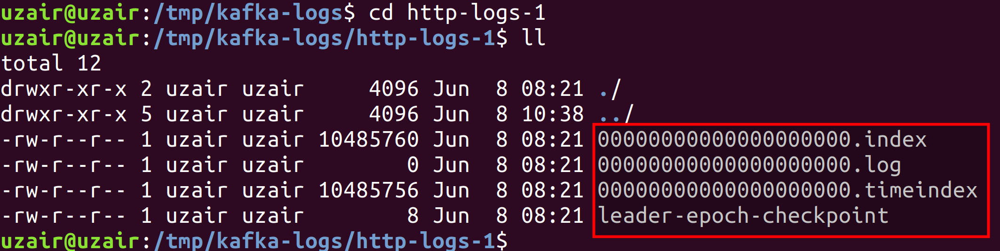 uzair@uzair:/tmp/kafka-logs$ cd http-logs-1
uzair@uzair:/tmp/kafka-logs/http-logs-1$ ll
total 12
drwxr-xr-x 2 uzair uzair     4096 Jun  8 08:21 ./
drwxr-xr-x 5 uzair uzair     4096 Jun  8 10:38 ../
-rw-r--r-- 1 uzair uzair 10485760 Jun  8 08:21 00000000000000000000.index
-rw-r--r-- 1 uzair uzair        0 Jun  8 08:21 00000000000000000000.log
-rw-r--r-- 1 uzair uzair 10485756 Jun  8 08:21 00000000000000000000.timeindex
-rw-r--r-- 1 uzair uzair        8 Jun  8 08:21 leader-epoch-checkpoint
uzair@uzair:/tmp/kafka-logs/http-logs-1$